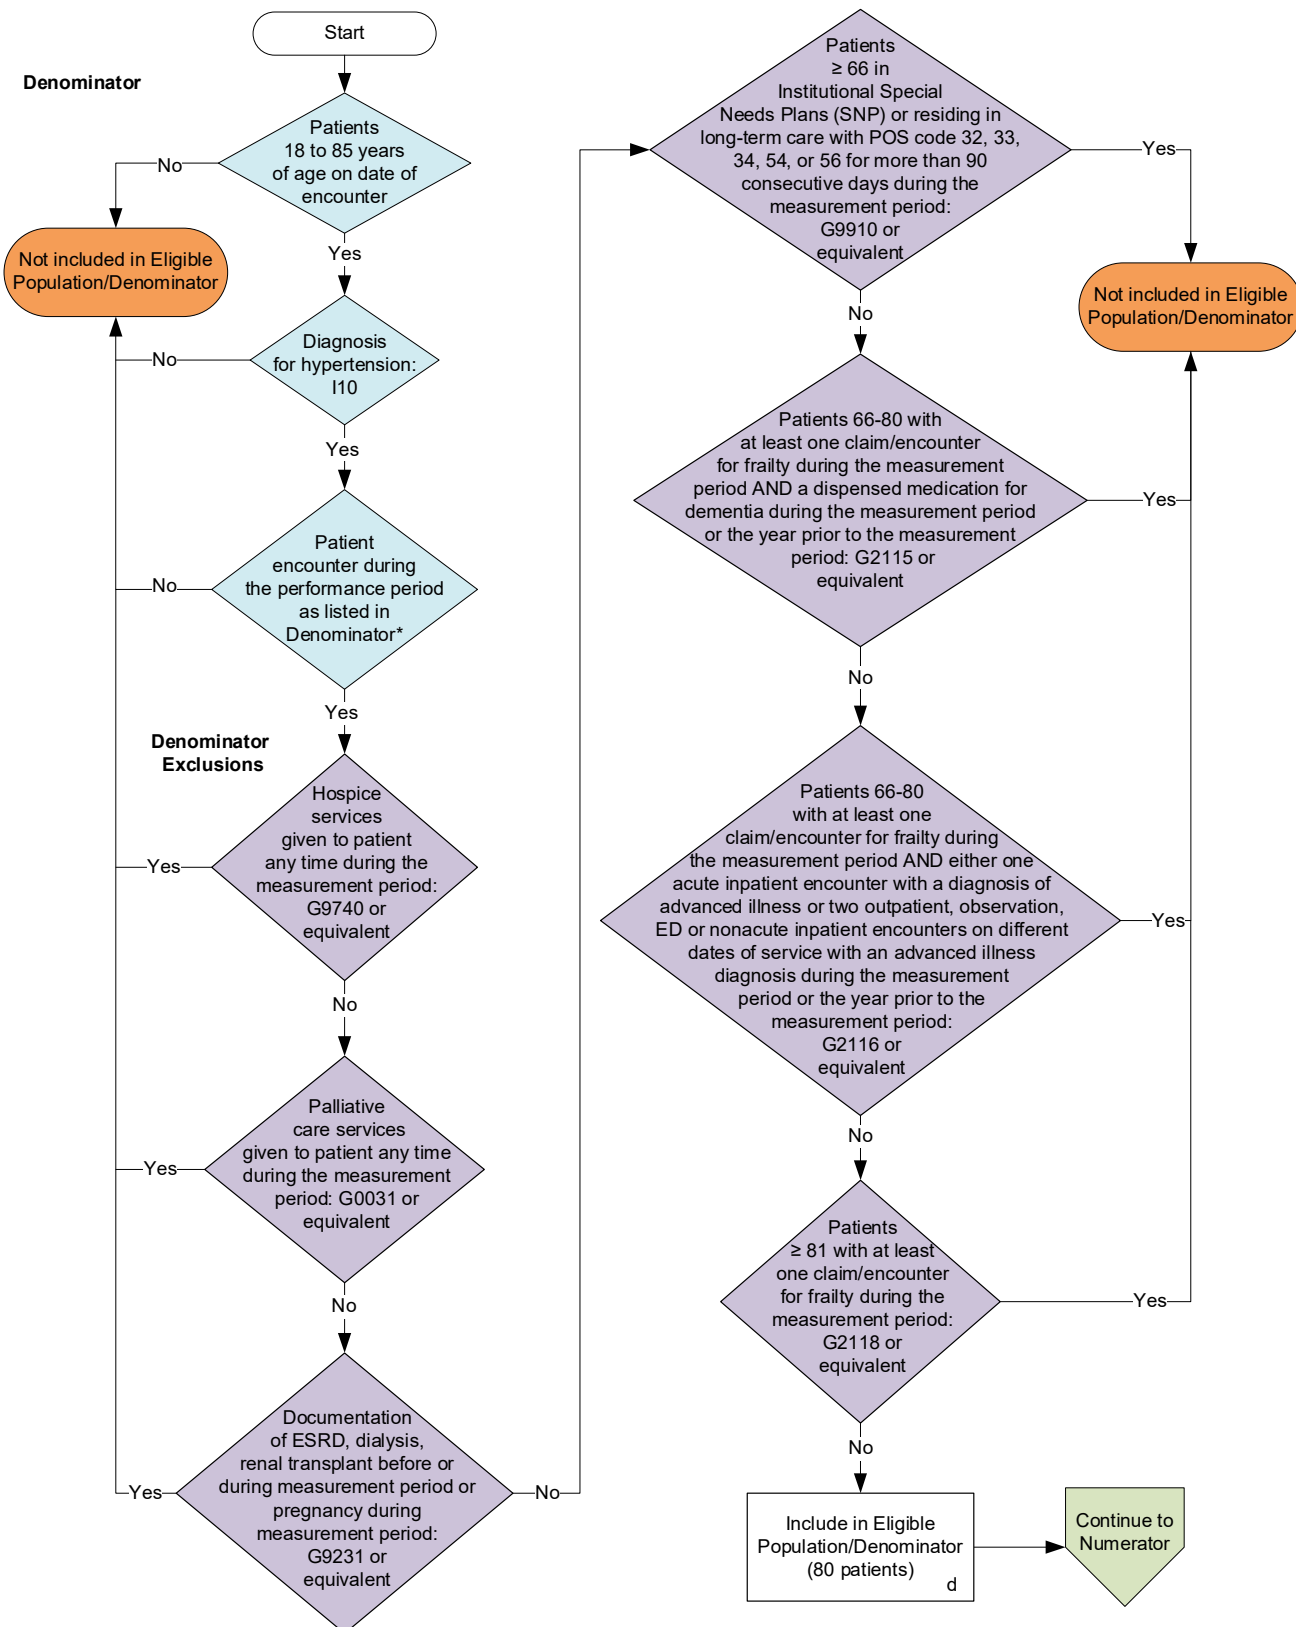 Start
Denominator
Patients
18 to 85 years
of age on date of
encounter
No
Not included in Eligible
Population/Denominator
Yes
Diagnosis
for hypertension:
I10
No
Yes
Patient
encounter during
the performance period
as listed in
Denominator*
No
Yes
Denominator
Exclusions
Hospice
services
given to patient
any time during the
measurement period:
G9740 or
equivalent
Yes
No
Palliative
care services
given to patient any time
during the measurement
period: G0031 or
equivalent
Yes
No
Documentation
of ESRD, dialysis,
renal transplant before or
during measurement period or
pregnancy during
measurement period:
G9231 or
equivalent
Yes
No
Patients
≥ 66 in
Institutional Special
Needs Plans (SNP) or residing in
long-term care with POS code 32, 33,
34, 54, or 56 for more than 90
consecutive days during the
measurement period:
G9910 or
equivalent
Yes
Not included in Eligible
Population/Denominator
No
Patients 66-80 with
at least one claim/encounter
for frailty during the measurement
period AND a dispensed medication for
dementia during the measurement period
or the year prior to the measurement
period: G2115 or
equivalent
Yes
No
Patients 66-80
with at least one
claim/encounter for frailty during
the measurement period AND either one
acute inpatient encounter with a diagnosis of
advanced illness or two outpatient, observation,
ED or nonacute inpatient encounters on different
dates of service with an advanced illness
diagnosis during the measurement
period or the year prior to the
measurement period:
G2116 or
equivalent
Yes
No
Patients
≥ 81 with at least
one claim/encounter
for frailty during the
measurement period:
G2118 or
equivalent
Yes
No
Include in Eligible
Population/Denominator
(80 patients)
d
Continue to
Numerator